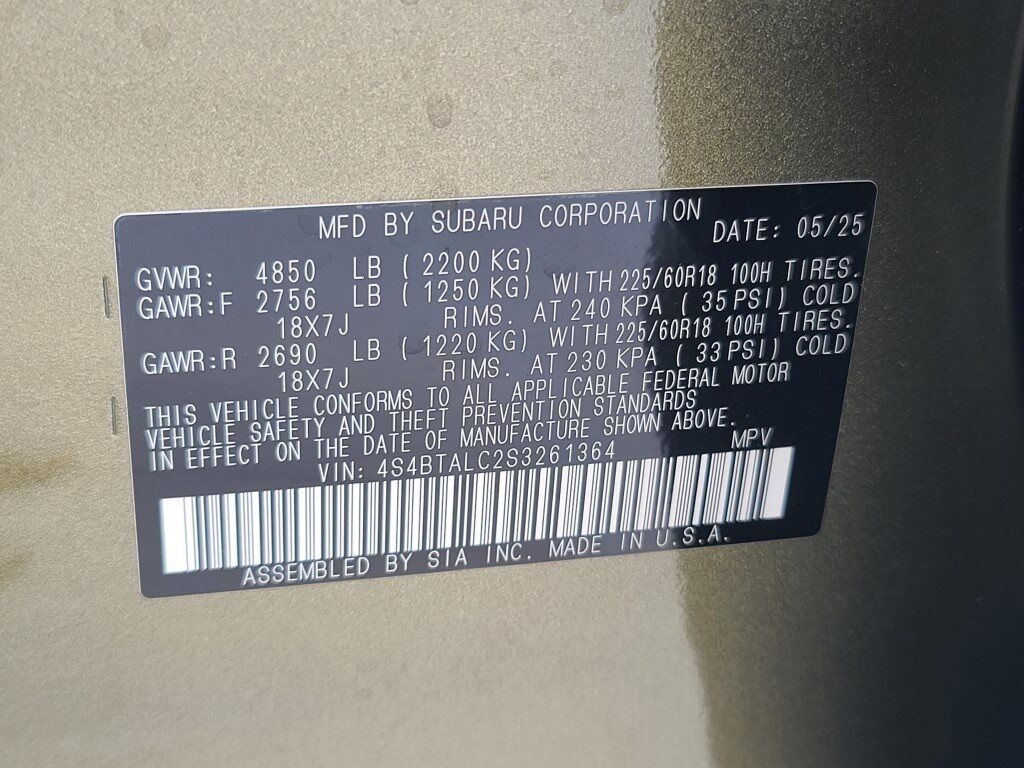 MFD BY SUBARU CORPORATION DATE: 05/25
GVWR: 4850 LB ( 2200 KG)
GAWR:F 2756 LB ( 1250 KG) WITH 225/60R18 100H TIRES.
18X7J RIMS. AT 240 KPA ( 35 PSI) COLD
GAWR:R 2690 LB ( 1220 KG) WITH 225/60R18 100H TIRES.
18X7J RIMS. AT 230 KPA ( 33 PSI) COLD
THIS VEHICLE CONFORMS TO ALL APPLICABLE FEDERAL MOTOR
VEHICLE SAFETY AND THEFT PREVENTION STANDARDS
IN EFFECT ON THE DATE OF MANUFACTURE SHOWN ABOVE.
VIN: 4S4BTALC2S3261364 MPV
ASSEMBLED BY SIA INC. MADE IN U.S.A.